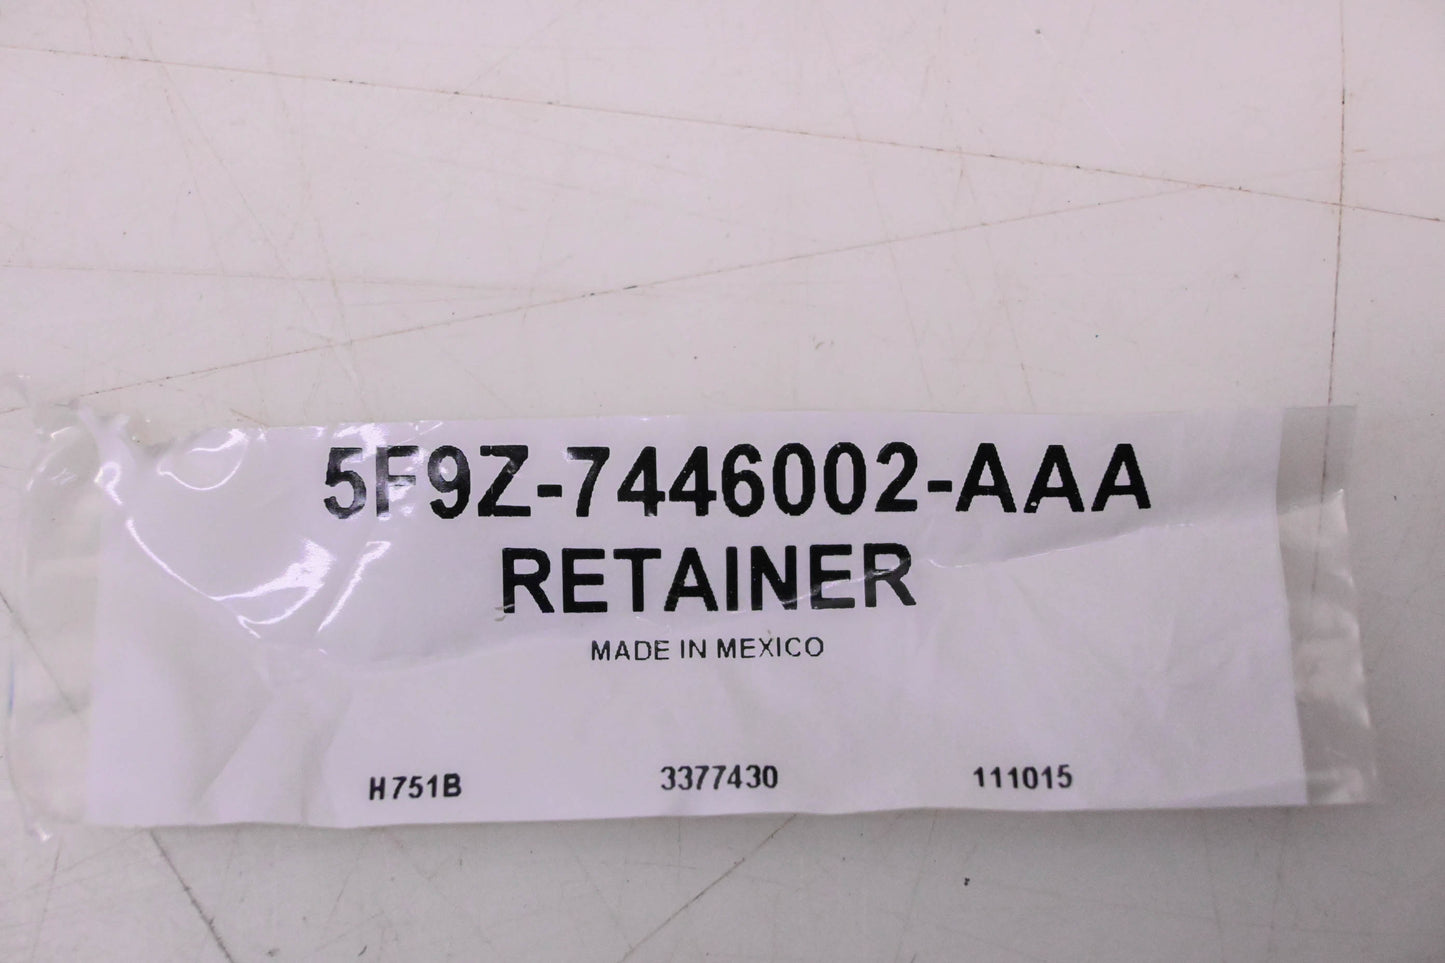 5F9Z-7446002-AAA
RETAINER
MADE IN MEXICO
H751B 3377430 111015